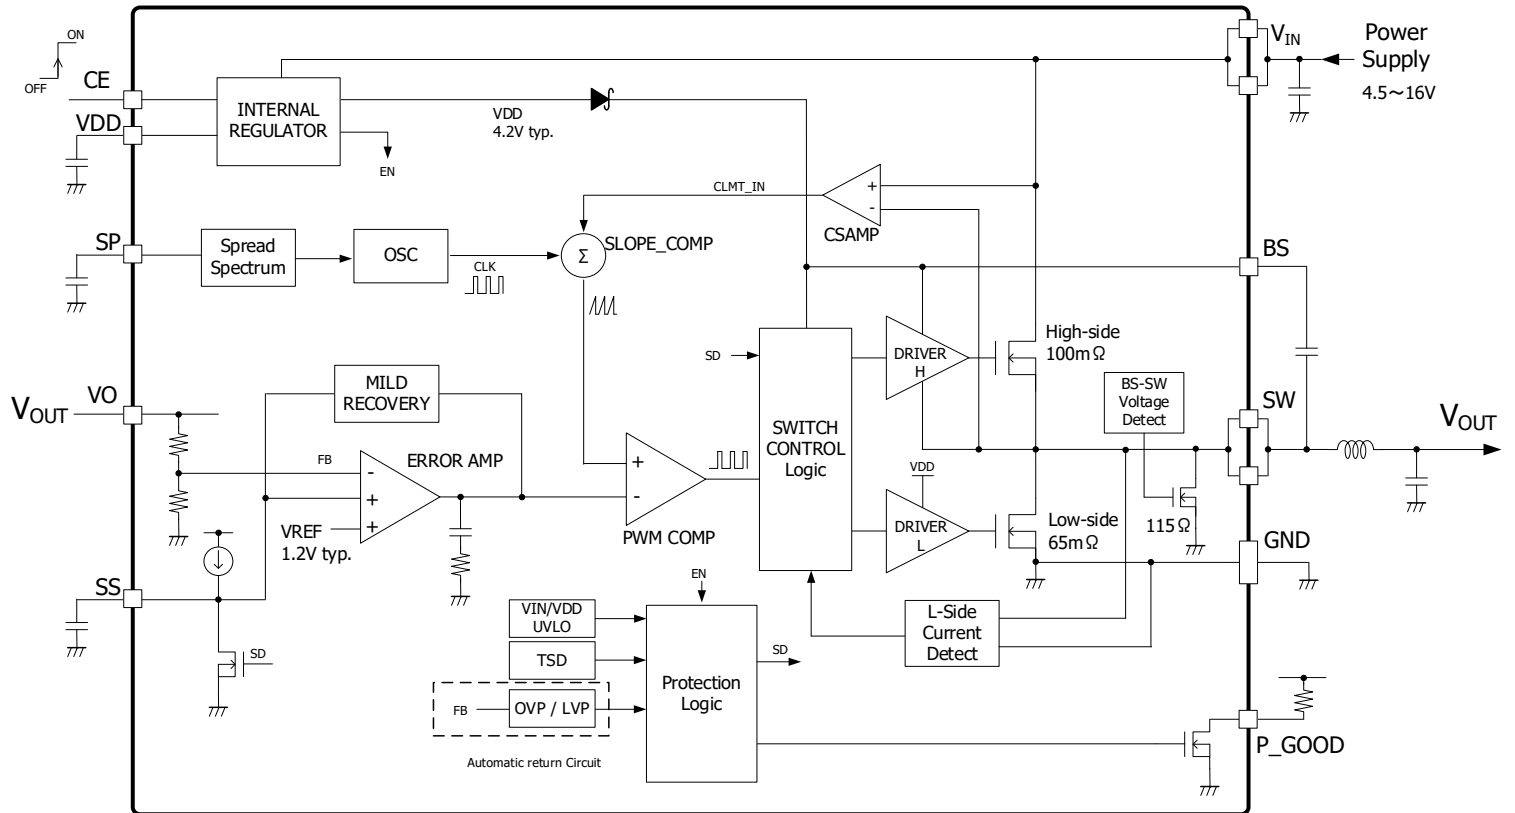 ON
OFF
CE
VDD
INTERNAL
REGULATOR
VDD
4.2V typ.
EN
VIN
Power
Supply
4.5～16V
CLMT_IN
+
-
CSAMP
SP
Spread
Spectrum
OSC
CLK
Σ
SLOPE_COMP
BS
SD
DRIVER
H
High-side
100mΩ
BS-SW
Voltage
Detect
SW
VOUT
VO
VOUT
MILD
RECOVERY
FB
ERROR AMP
-
+
+
VREF
1.2V typ.
+
-
PWM COMP
SWITCH
CONTROL
Logic
VDD
DRIVER
L
Low-side
65mΩ
115Ω
GND
SS
SD
EN
VIN/VDD
UVLO
TSD
FB
OVP / LVP
Automatic return Circuit
Protection
Logic
SD
L-Side
Current
Detect
P_GOOD